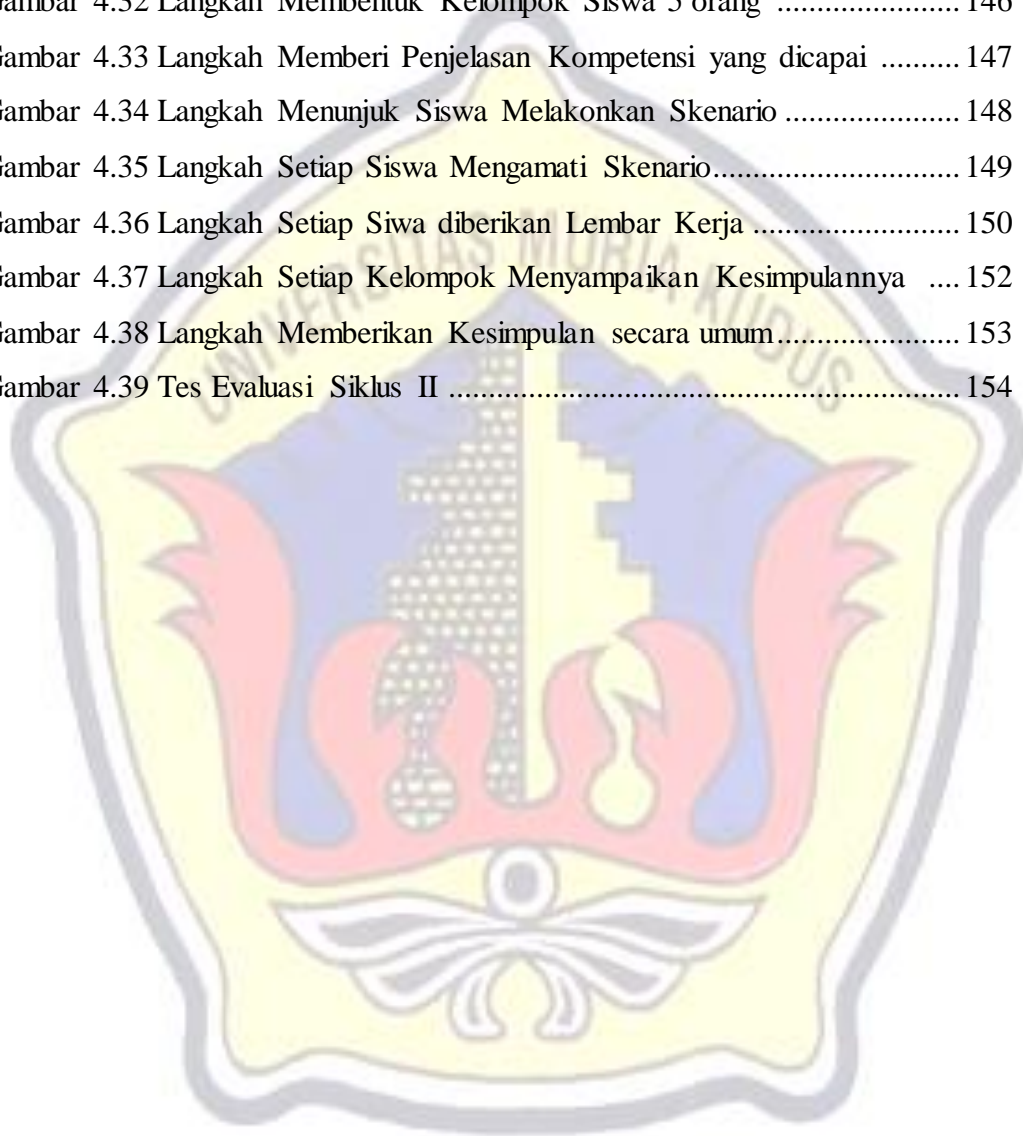 Gambar 4.32 Langkah Membentuk Kelompok Siswa 5 orang ....................... 146
Gambar 4.33 Langkah Memberi Penjelasan Kompetensi yang dicapai .......... 147
Gambar 4.34 Langkah Menunjuk Siswa Melakonkan Skenario ...................... 148
Gambar 4.35 Langkah Setiap Siswa Mengamati Skenario............................... 149
Gambar 4.36 Langkah Setiap Siwa diberikan Lembar Kerja .......................... 150
Gambar 4.37 Langkah Setiap Kelompok Menyampaikan Kesimpulannya .... 152
Gambar 4.38 Langkah Memberikan Kesimpulan secara umum....................... 153
Gambar 4.39 Tes Evaluasi Siklus II ................................................................. 154
UNIVERSITAS MURIA KUDUS